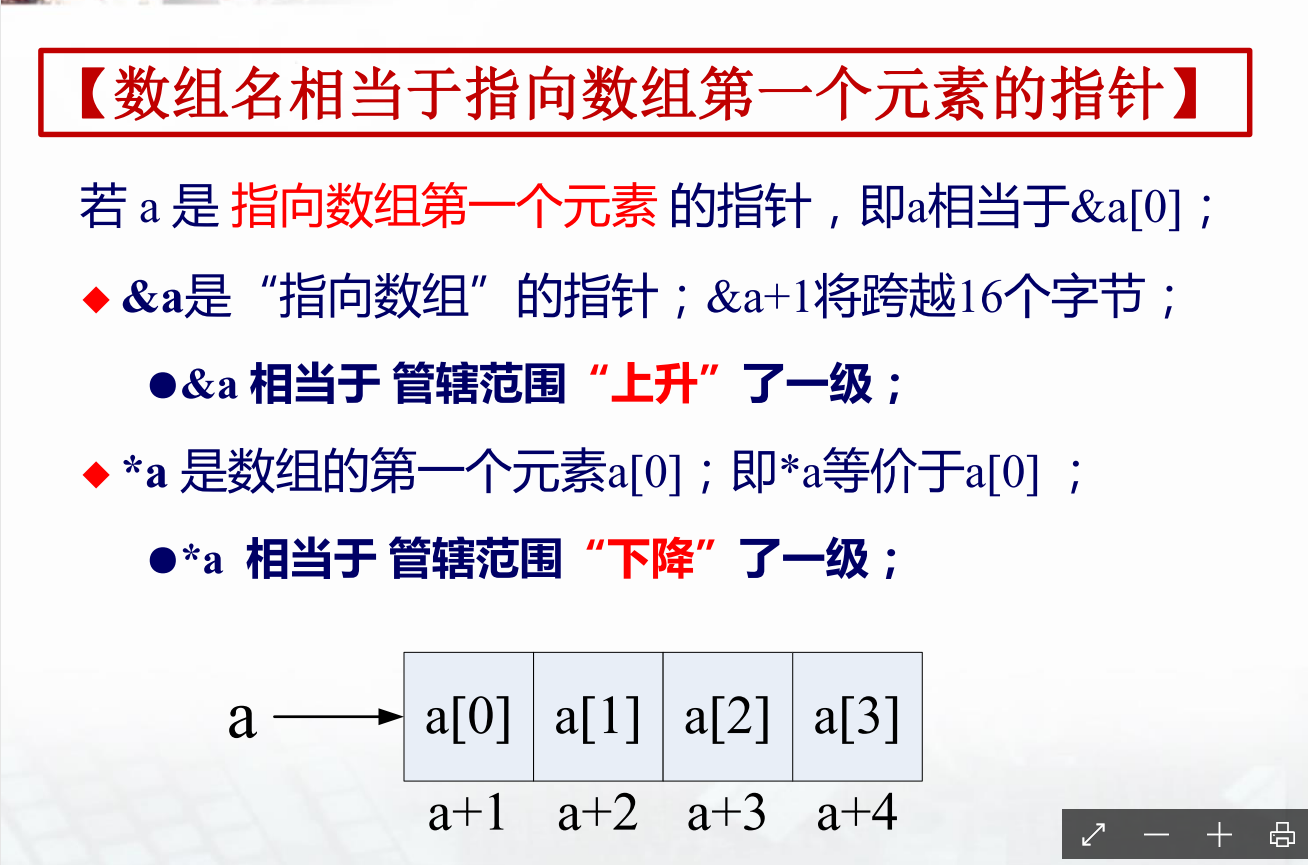 【数组名相当于指向数组第一个元素的指针】
若 a 是 指向数组第一个元素 的指针，即a相当于&a[0]；
◆ &a是“指向数组”的指针；&a+1将跨越16个字节；
●&a 相当于 管辖范围“上升”了一级；
◆ *a 是数组的第一个元素a[0]；即*a等价于a[0] ；
●*a 相当于 管辖范围“下降”了一级；
a a[0] a[1] a[2] a[3]
a+1 a+2 a+3 a+4